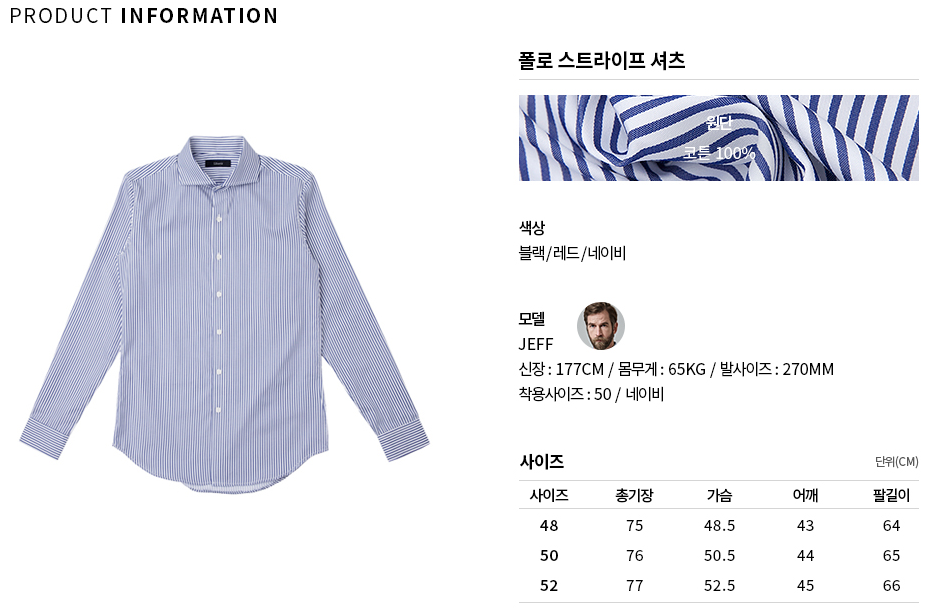 PRODUCT INFORMATION
폴로 스트라이프 셔츠
원단
코튼 100%
색상
블랙/레드/네이비
모델
JEFF
신장 : 177CM / 몸무게 : 65KG / 발사이즈 : 270MM
착용사이즈 : 50 / 네이비
사이즈 단위(CM)
사이즈 총기장 가슴 어깨 팔길이
48 75 48.5 43 64
50 76 50.5 44 65
52 77 52.5 45 66